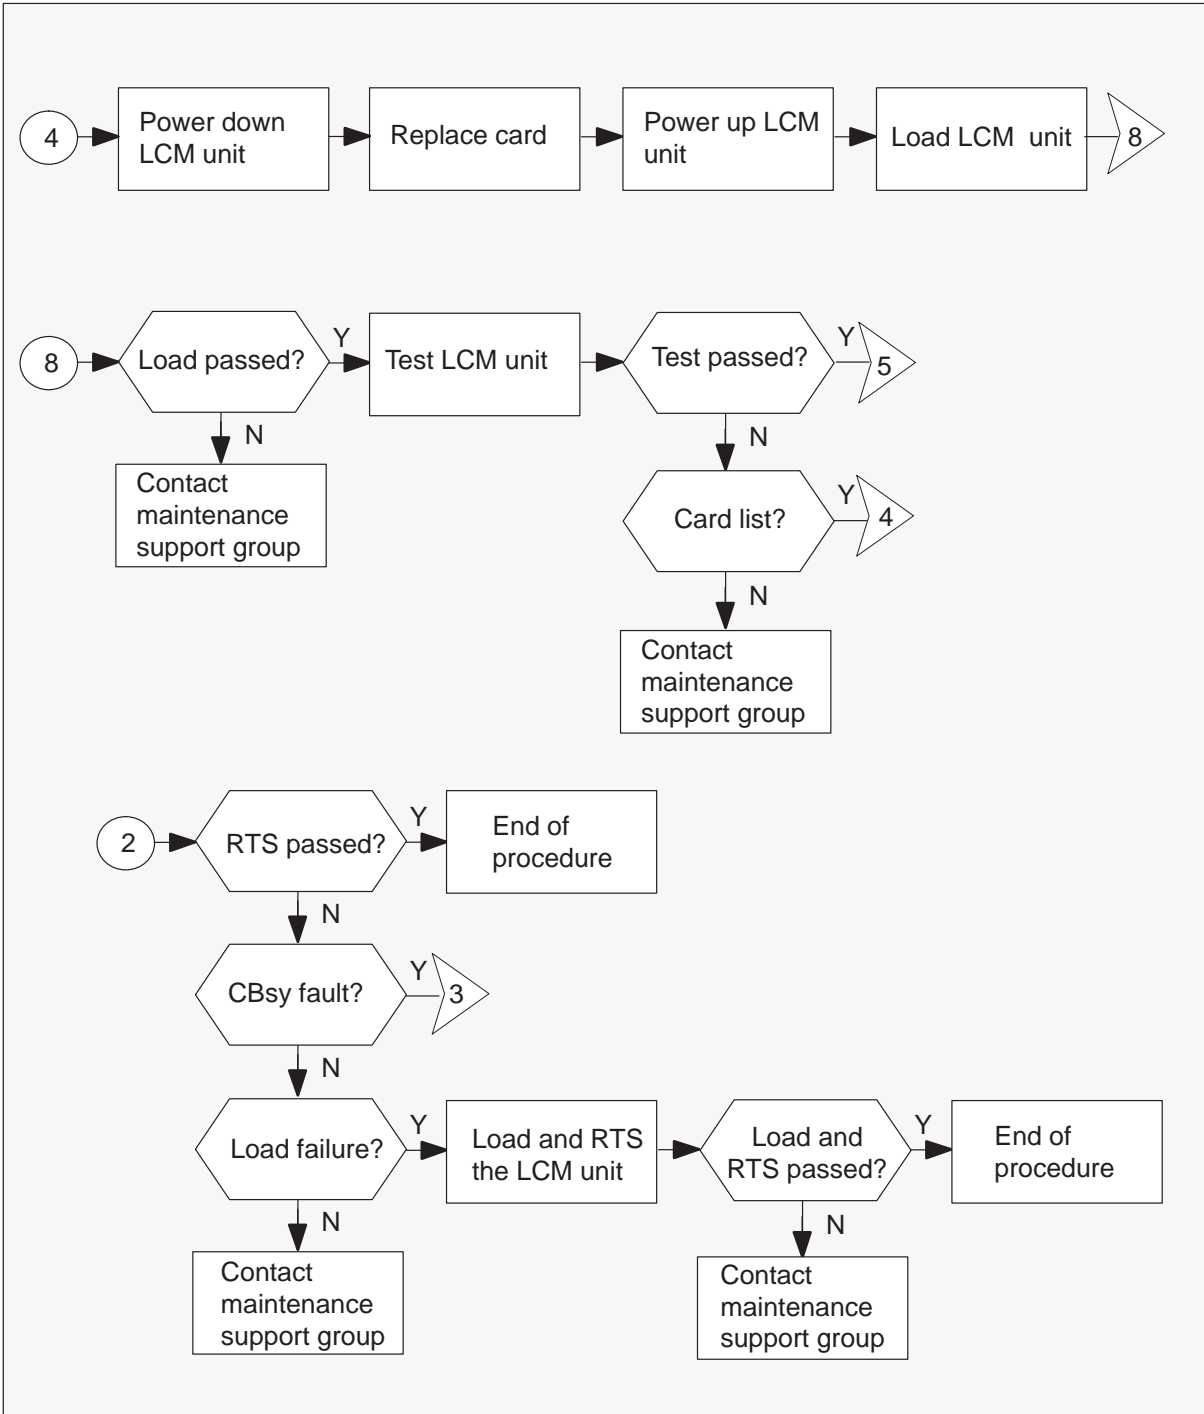 4
Power down
LCM unit
Replace card
Power up LCM
unit
Load LCM unit
8
8
Load passed?
Y
Test LCM unit
Test passed?
Y
5
N
Contact
maintenance
support group
N
Card list?
Y
4
N
Contact
maintenance
support group
2
RTS passed?
Y
End of
procedure
N
CBsy fault?
Y
3
N
Load failure?
Y
Load and RTS
the LCM unit
Load and
RTS passed?
Y
End of
procedure
N
Contact
maintenance
support group
N
Contact
maintenance
support group